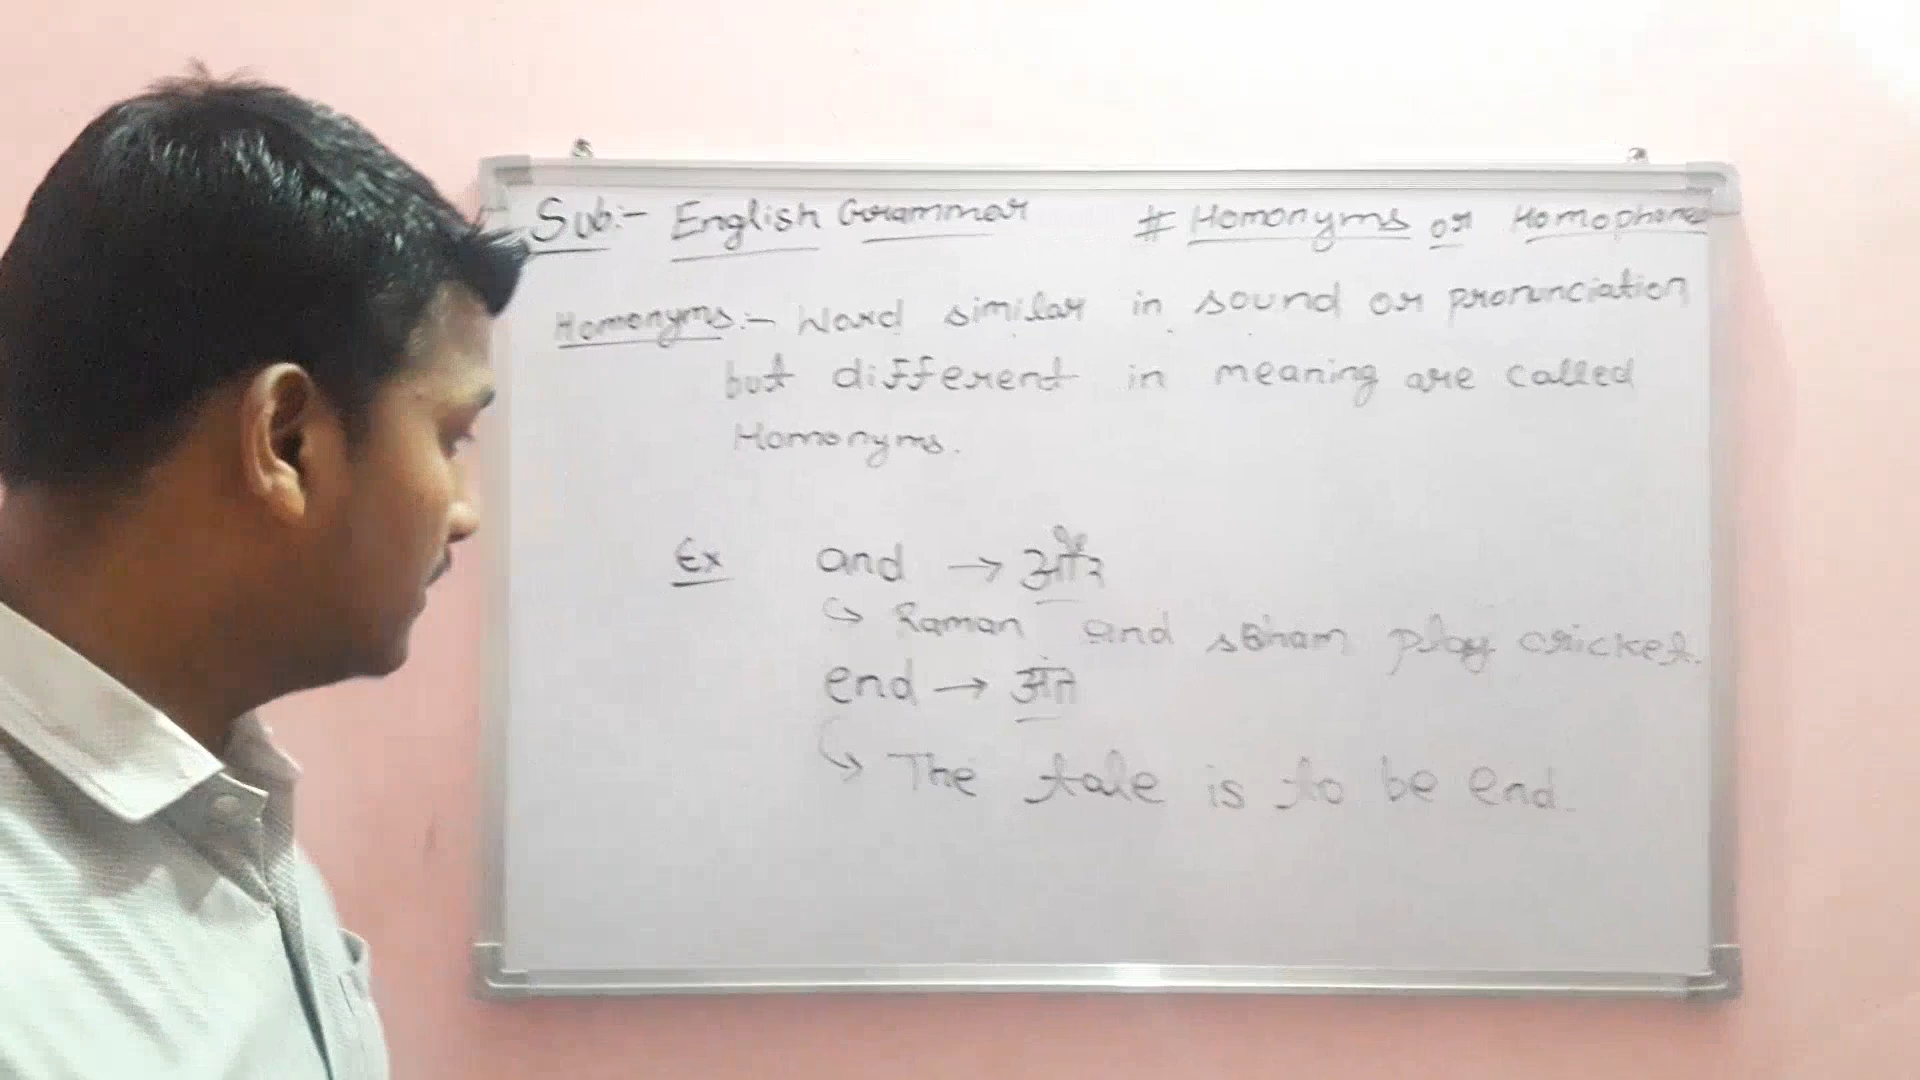 Sub:- English Grammar # Homonyms or Homophones
Homonyms:- Word similar in sound or pronunciation
but different in meaning are called
Homonyms.
Ex and → और
↳ Raman and play cricket.
end → अंत
↳ The tale is to be end.